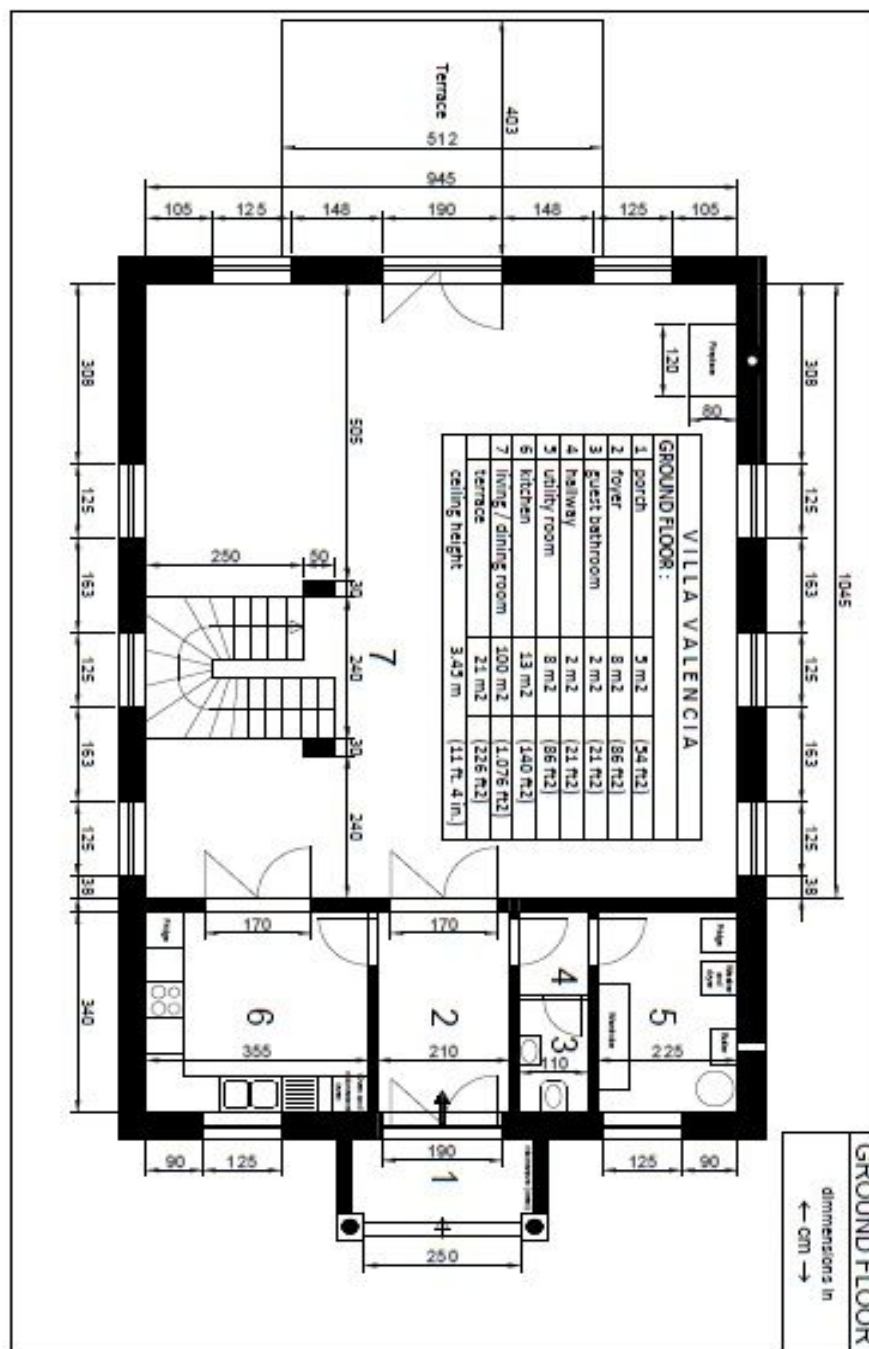 GROUND FLOOR
dimmensions in
← cm →
1045
308 125 163 125 163 125 38
945
105 125 148 190 148 125 105
512
403
Terrace
Fireplace
120
80
VILLA VALENCIA
GROUND FLOOR:
1 porch 5 m2 (54 ft2)
2 foyer 8 m2 (86 ft2)
3 guest bathroom 2 m2 (21 ft2)
4 hallway 2 m2 (21 ft2)
5 utility room 8 m2 (86 ft2)
6 kitchen 13 m2 (140 ft2)
7 living / dining room 100 m2 (1.076 ft2)
terrace 21 m2 (226 ft2)
ceiling height 3.45 m (11 ft. 4 in.)
7
505 30 240 30 240
250 50
170
170
Fridge
Washer
and
dryer
Boiler
Wardrobe
5
225
4
3
110
2
210
6
355
Fridge
125 90
190
1
250
90 125
308 125 163 125 163 125 38 340